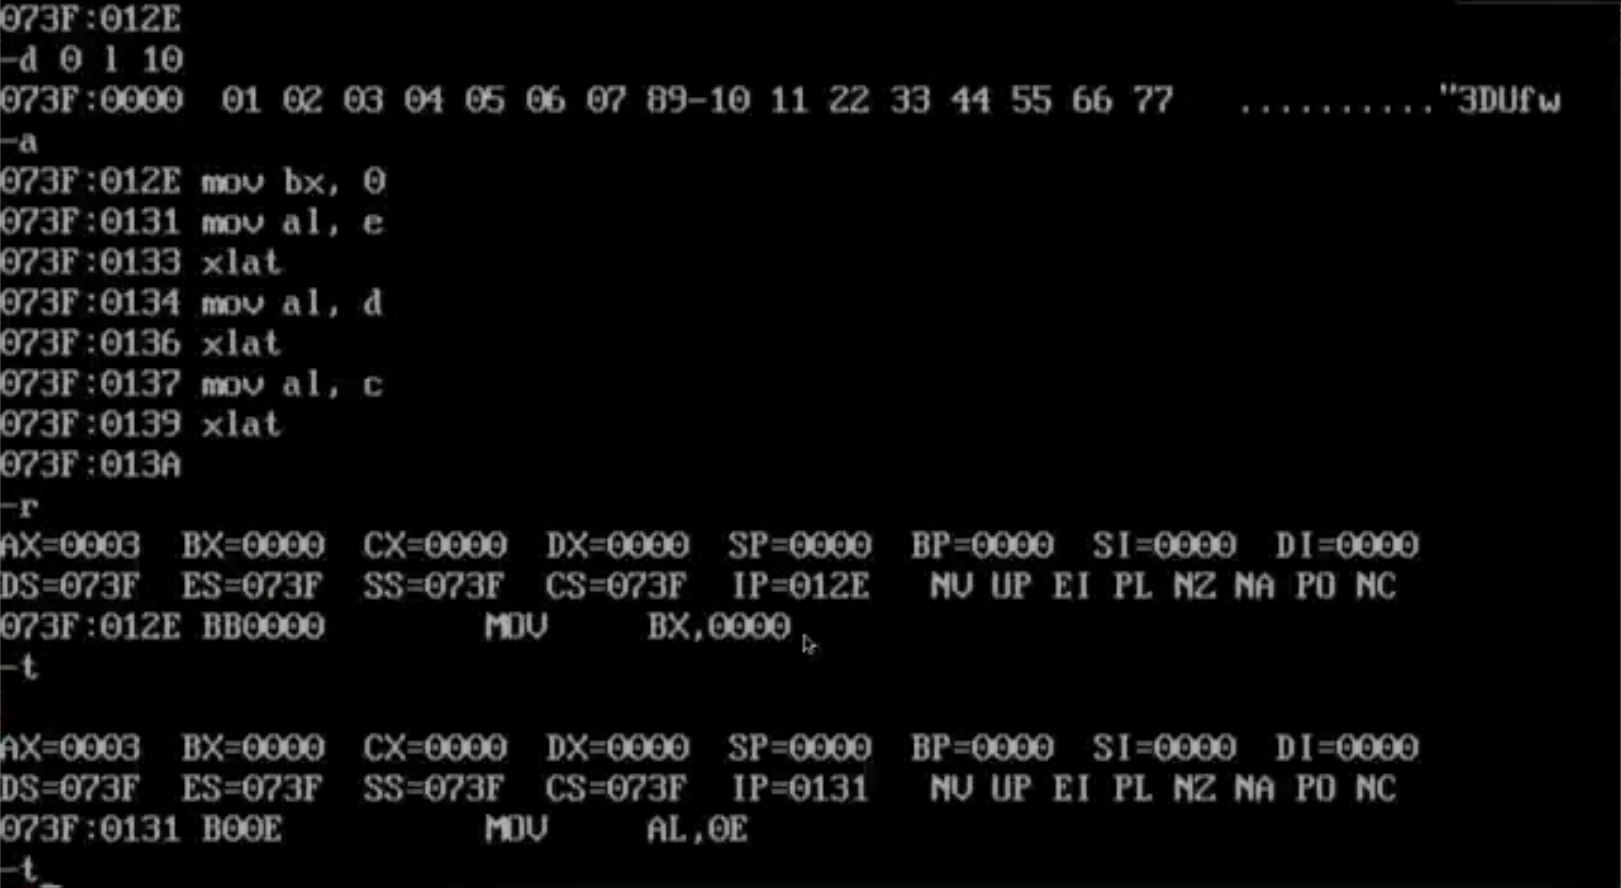 073F:012E
-d 0 l 10
073F:0000  01 02 03 04 05 06 07 89-10 11 22 33 44 55 66 77   .........."3DUfw
-a
073F:012E mov bx, 0
073F:0131 mov al, e
073F:0133 xlat
073F:0134 mov al, d
073F:0136 xlat
073F:0137 mov al, c
073F:0139 xlat
073F:013A
-r
AX=0003  BX=0000  CX=0000  DX=0000  SP=0000  BP=0000  SI=0000  DI=0000
DS=073F  ES=073F  SS=073F  CS=073F  IP=012E   NV UP EI PL NZ NA PO NC
073F:012E BB0000        MOV     BX,0000
-t
AX=0003  BX=0000  CX=0000  DX=0000  SP=0000  BP=0000  SI=0000  DI=0000
DS=073F  ES=073F  SS=073F  CS=073F  IP=0131   NV UP EI PL NZ NA PO NC
073F:0131 B00E          MOV     AL,0E
-t_